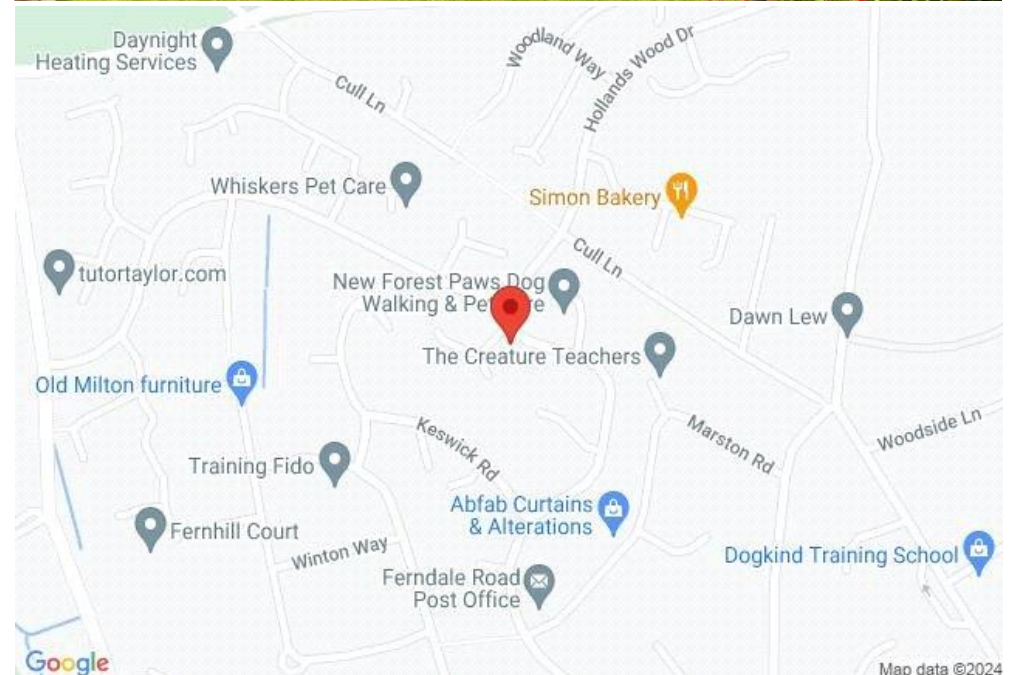 Daynight
Heating Services
Woodland Way
Hollands Wood Dr
Cull Ln
Whiskers Pet Care
Simon Bakery
Cull Ln
tutortaylor.com
New Forest Paws Dog
Walking & Pe re
Dawn Lew
The Creature Teachers
Old Milton furniture
Keswick Rd
Marston Rd
Woodside Ln
Training Fido
Abfab Curtains
& Alterations
Fernhill Court
Winton Way
Dogkind Training School
Ferndale Road
Post Office
Google
Map data ©2024